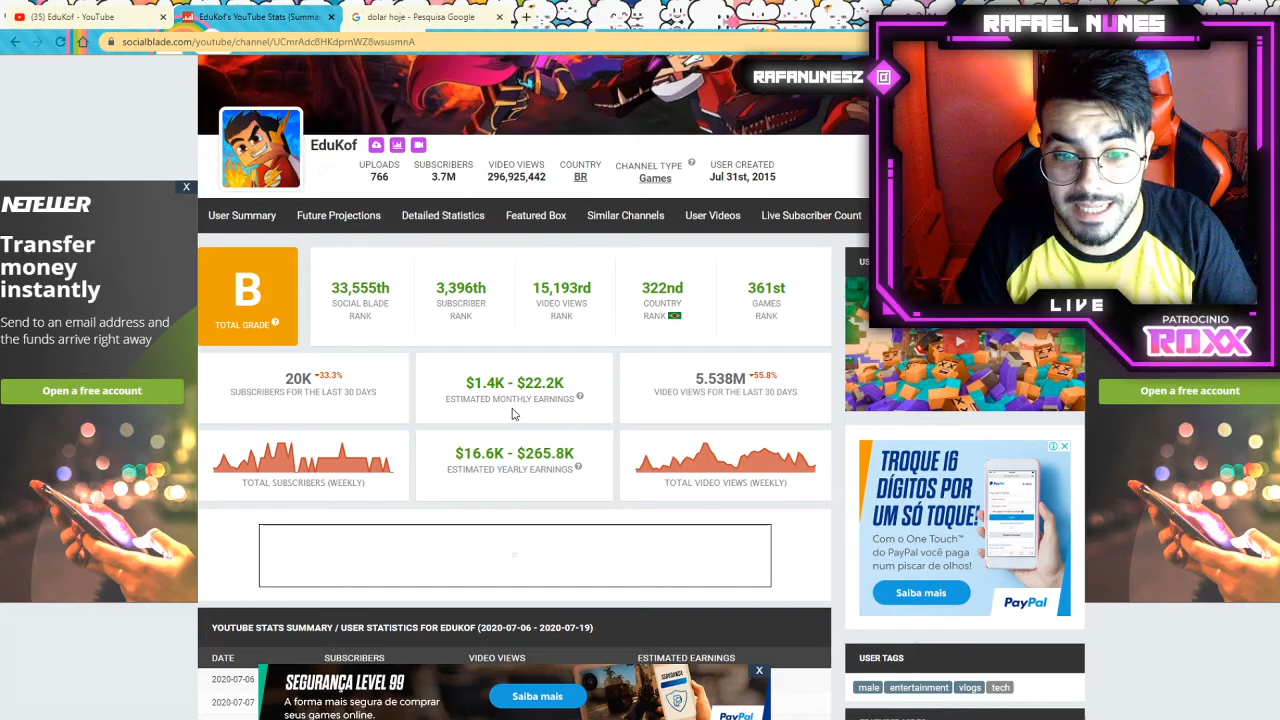 EduKof - YouTube
EduKof's YouTube Stats (Summa
dolar hoje - Pesquisa Google
socialblade.com/youtube/channel/UCmrAdc8HKdprnWZ8wsusmnA
RAFAEL NUNES
RAFANUNESZ
EduKof
UPLOADS
766
SUBSCRIBERS
3.7M
VIDEO VIEWS
296,925,442
COUNTRY
BR
CHANNEL TYPE
Games
USER CREATED
Jul 31st, 2015
User Summary
Future Projections
Detailed Statistics
Featured Box
Similar Channels
User Videos
Live Subscriber Count
NETELLER
Transfer
money
instantly
Send to an email address and
the funds arrive right away
Open a free account
B
TOTAL GRADE
33,555th
SOCIAL BLADE
RANK
3,396th
SUBSCRIBER
RANK
15,193rd
VIDEO VIEWS
RANK
322nd
COUNTRY
RANK
361st
GAMES
RANK
US
LIVE
PATROCINIO
ROXX
20K -33.3%
SUBSCRIBERS FOR THE LAST 30 DAYS
$1.4K - $22.2K
ESTIMATED MONTHLY EARNINGS
5.538M -55.8%
VIDEO VIEWS FOR THE LAST 30 DAYS
Open a free account
TOTAL SUBSCRIBERS (WEEKLY)
$16.6K - $265.8K
ESTIMATED YEARLY EARNINGS
TOTAL VIDEO VIEWS (WEEKLY)
TROQUE 16
DÍGITOS POR
UM SÓ TOQUE!
Com o One Touch™
do PayPal você paga
num piscar de olhos!
Saiba mais
PayPal
YOUTUBE STATS SUMMARY / USER STATISTICS FOR EDUKOF (2020-07-06 - 2020-07-19)
DATE
SUBSCRIBERS
VIDEO VIEWS
ESTIMATED EARNINGS
2020-07-06
2020-07-07
SEGURANÇA LEVEL 99
A forma mais segura de comprar
seus games online.
Saiba mais
PayPal
USER TAGS
male
entertainment
vlogs
tech